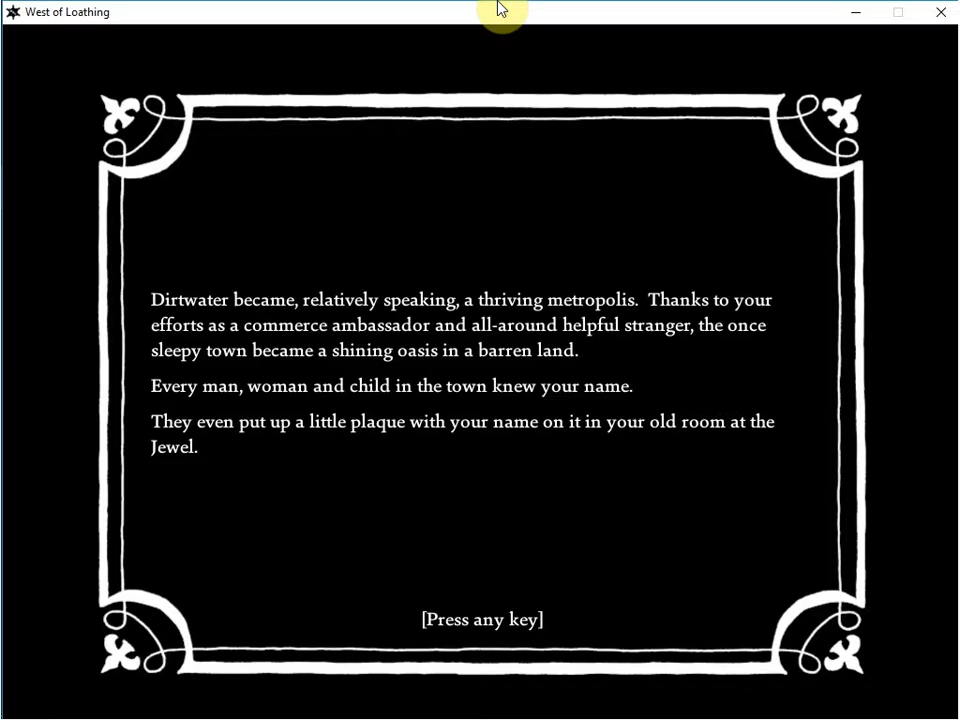 West of Loathing
Dirtwater became, relatively speaking, a thriving metropolis.  Thanks to your
efforts as a commerce ambassador and all-around helpful stranger, the once
sleepy town became a shining oasis in a barren land.
Every man, woman and child in the town knew your name.
They even put up a little plaque with your name on it in your old room at the
Jewel.
[Press any key]